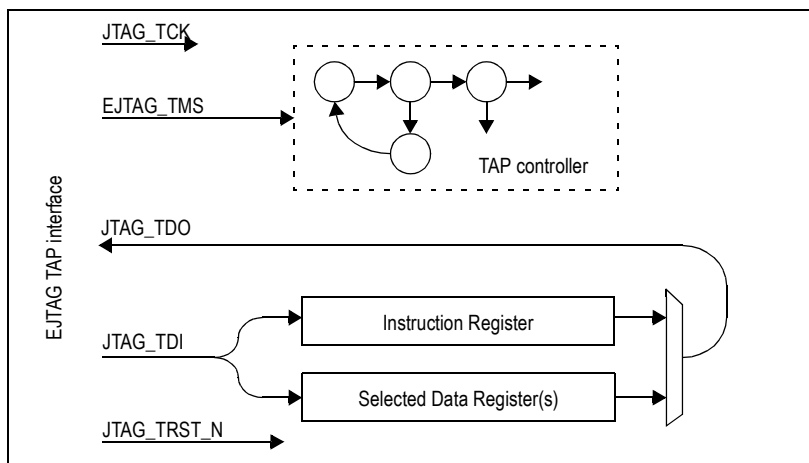 JTAG_TCK
EJTAG_TMS
TAP controller
EJTAG TAP interface
JTAG_TDO
Instruction Register
JTAG_TDI
Selected Data Register(s)
JTAG_TRST_N